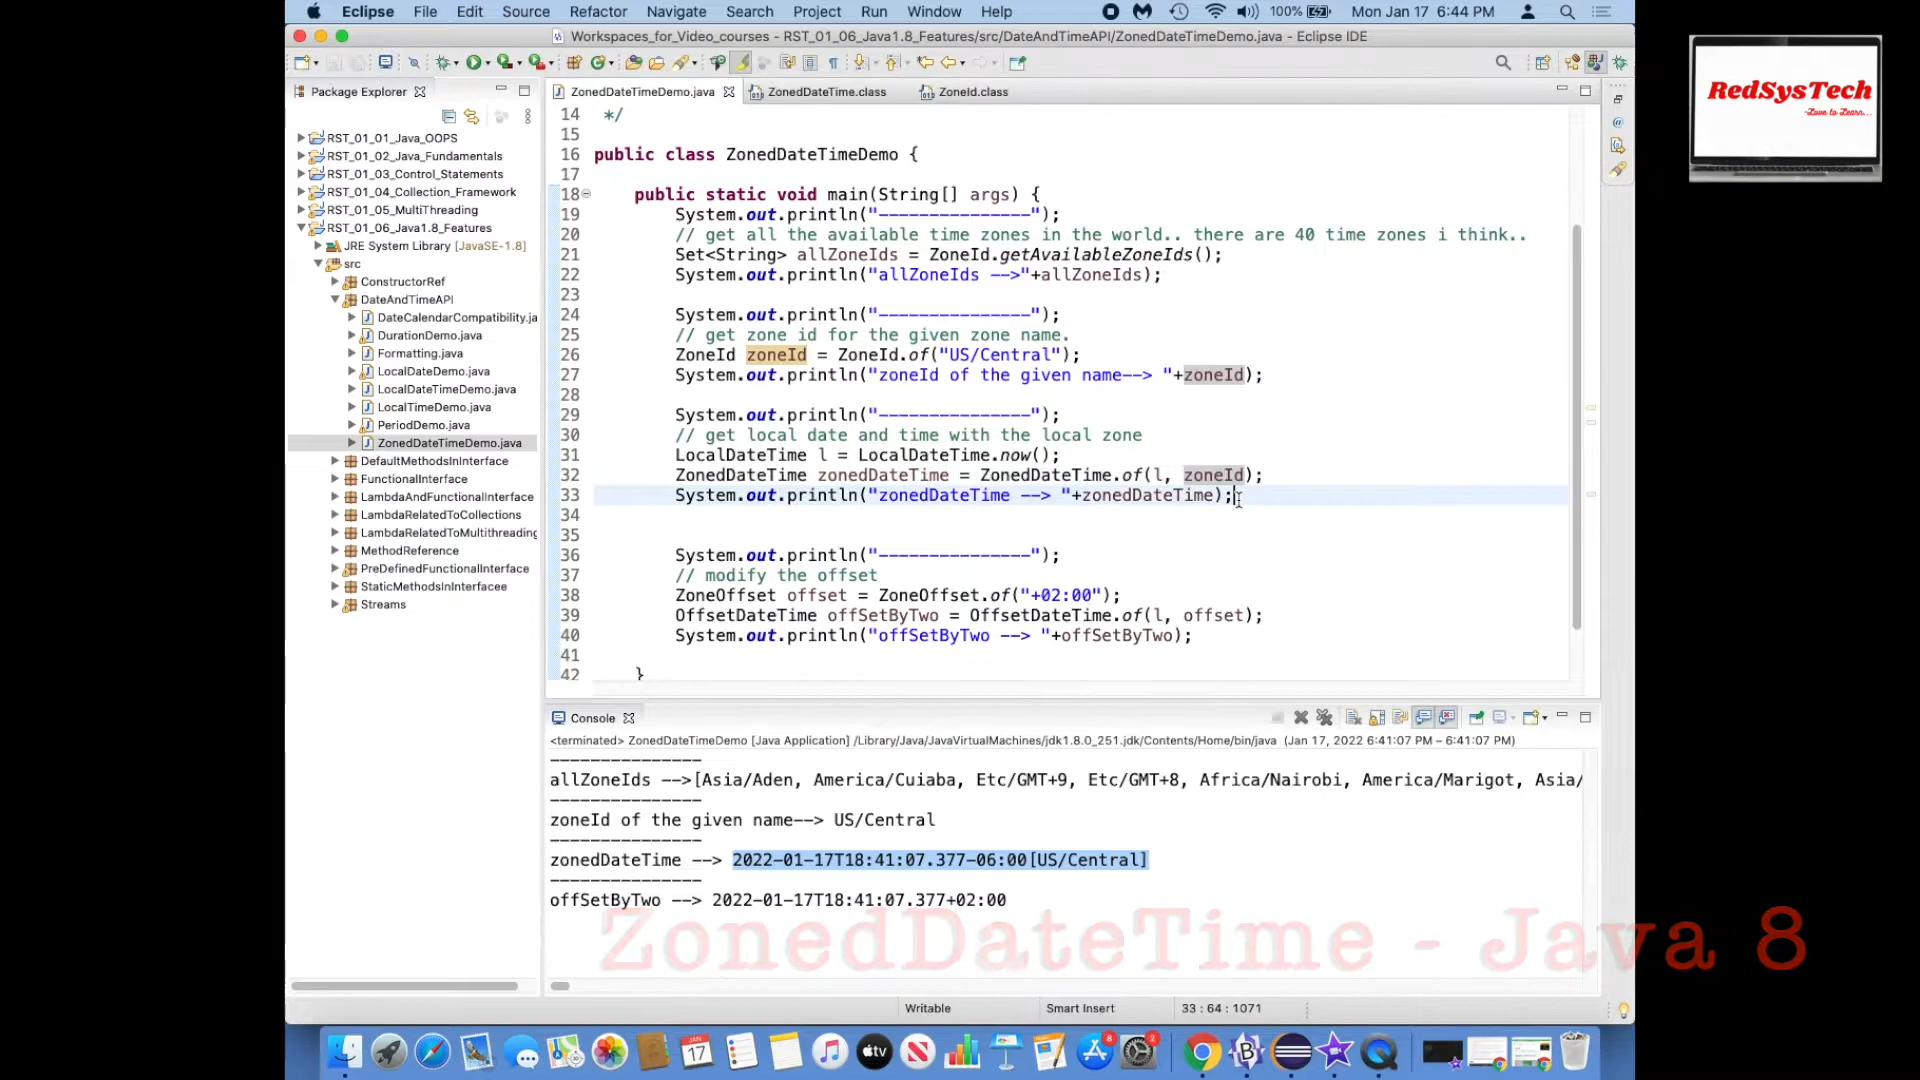 Eclipse File Edit Source Refactor Navigate Search Project Run Window Help 100% Mon Jan 17 6:44 PM
Workspaces_for_Video_courses - RST_01_06_Java1.8_Features/src/DateAndTimeAPI/ZonedDateTimeDemo.java - Eclipse IDE
RedSysTech
-Love to Learn...
Package Explorer
ZonedDateTimeDemo.java ZonedDateTime.class ZoneId.class
RST_01_01_Java_OOPS
RST_01_02_Java_Fundamentals
RST_01_03_Control_Statements
RST_01_04_Collection_Framework
RST_01_05_MultiThreading
RST_01_06_Java1.8_Features
JRE System Library [JavaSE-1.8]
src
ConstructorRef
DateAndTimeAPI
DateCalendarCompatibility.ja
DurationDemo.java
Formatting.java
LocalDateDemo.java
LocalDateTimeDemo.java
LocalTimeDemo.java
PeriodDemo.java
ZonedDateTimeDemo.java
DefaultMethodsInInterface
FunctionalInterface
LambdaAndFunctionalInterface
LambdaRelatedToCollections
LambdaRelatedToMultithreading
MethodReference
PreDefinedFunctionalInterface
StaticMethodsInInterfacee
Streams
14 */
15
16 public class ZonedDateTimeDemo {
17
18 public static void main(String[] args) {
19 System.out.println("---------------");
20 // get all the available time zones in the world.. there are 40 time zones i think..
21 Set<String> allZoneIds = ZoneId.getAvailableZoneIds();
22 System.out.println("allZoneIds -->"+allZoneIds);
23
24 System.out.println("---------------");
25 // get zone id for the given zone name.
26 ZoneId zoneId = ZoneId.of("US/Central");
27 System.out.println("zoneId of the given name--> "+zoneId);
28
29 System.out.println("---------------");
30 // get local date and time with the local zone
31 LocalDateTime l = LocalDateTime.now();
32 ZonedDateTime zonedDateTime = ZonedDateTime.of(l, zoneId);
33 System.out.println("zonedDateTime --> "+zonedDateTime);
34
35
36 System.out.println("---------------");
37 // modify the offset
38 ZoneOffset offset = ZoneOffset.of("+02:00");
39 OffsetDateTime offSetByTwo = OffsetDateTime.of(l, offset);
40 System.out.println("offSetByTwo --> "+offSetByTwo);
41
42 }
Console
<terminated> ZonedDateTimeDemo [Java Application] /Library/Java/JavaVirtualMachines/jdk1.8.0_251.jdk/Contents/Home/bin/java (Jan 17, 2022 6:41:07 PM – 6:41:07 PM)
---------------
allZoneIds -->[Asia/Aden, America/Cuiaba, Etc/GMT+9, Etc/GMT+8, Africa/Nairobi, America/Marigot, Asia/
---------------
zoneId of the given name--> US/Central
---------------
zonedDateTime --> 2022-01-17T18:41:07.377-06:00[US/Central]
---------------
offSetByTwo --> 2022-01-17T18:41:07.377+02:00
ZonedDateTime - Java 8
Writable Smart Insert 33 : 64 : 1071
JAN
17
tv
8
2